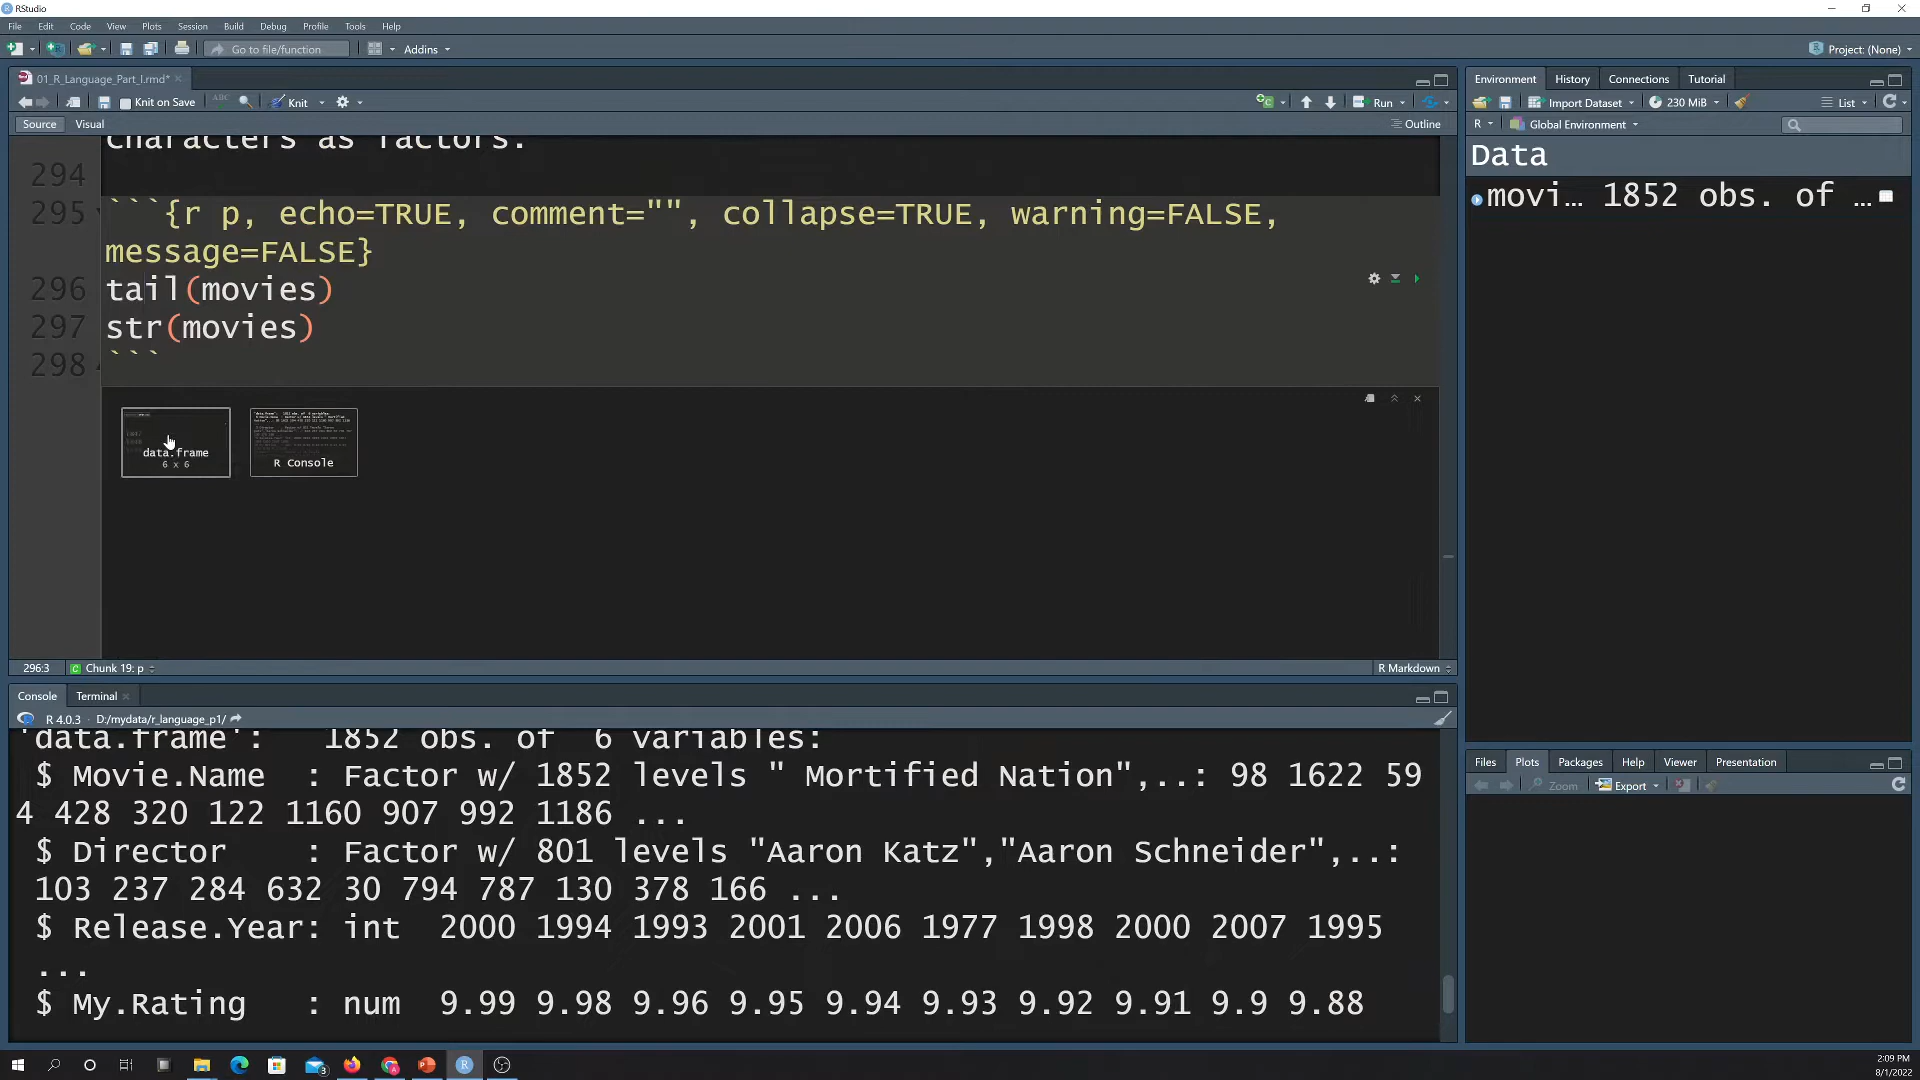 RStudio
File Edit Code View Plots Session Build Debug Profile Tools Help
Go to file/function Addins Project: (None)
01_R_Language_Part_I.rmd*
Knit on Save Knit Run
Source Visual Outline
characters as factors.
294
295 ```{r p, echo=TRUE, comment="", collapse=TRUE, warning=FALSE,
message=FALSE}
296 tail(movies)
297 str(movies)
298 ```
data.frame
6 x 6
R Console
296:3 Chunk 19: p R Markdown
Console Terminal
R 4.0.3 · D:/mydata/r_language_p1/
'data.frame': 1852 obs. of 6 variables:
$ Movie.Name : Factor w/ 1852 levels " Mortified Nation",..: 98 1622 59
4 428 320 122 1160 907 992 1186 ...
$ Director : Factor w/ 801 levels "Aaron Katz","Aaron Schneider",..:
103 237 284 632 30 794 787 130 378 166 ...
$ Release.Year: int 2000 1994 1993 2001 2006 1977 1998 2000 2007 1995
...
$ My.Rating : num 9.99 9.98 9.96 9.95 9.94 9.93 9.92 9.91 9.9 9.88
Environment History Connections Tutorial
Import Dataset 230 MiB List
R Global Environment
Data
movi… 1852 obs. of …
Files Plots Packages Help Viewer Presentation
Zoom Export
2:09 PM
8/1/2022